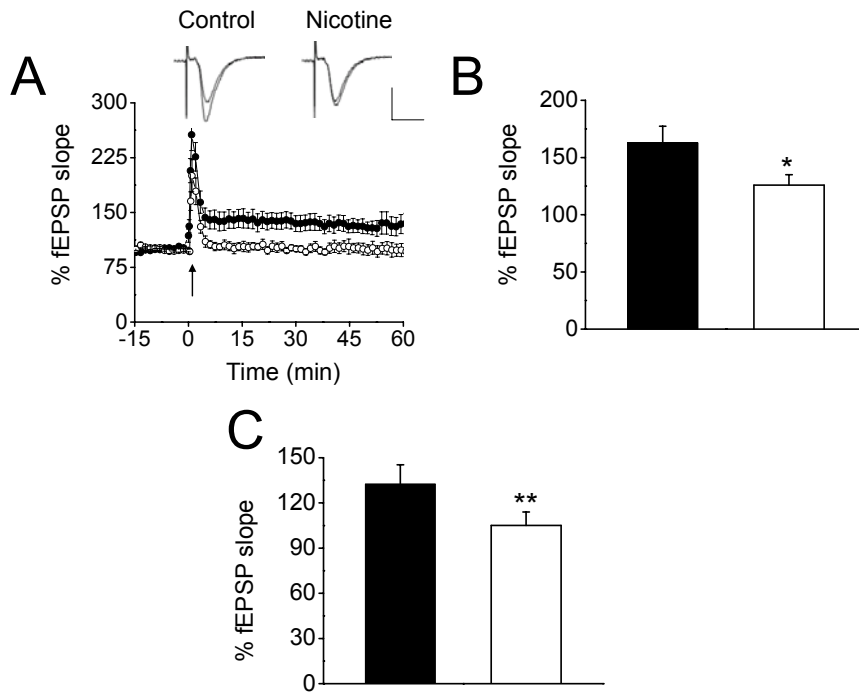 Control
Nicotine
A
300
225
150
75
0
% fEPSP slope
-15 0 15 30 45 60
Time (min)
B
200
150
100
50
0
% fEPSP slope
*
C
150
120
90
60
30
0
% fEPSP slope
**